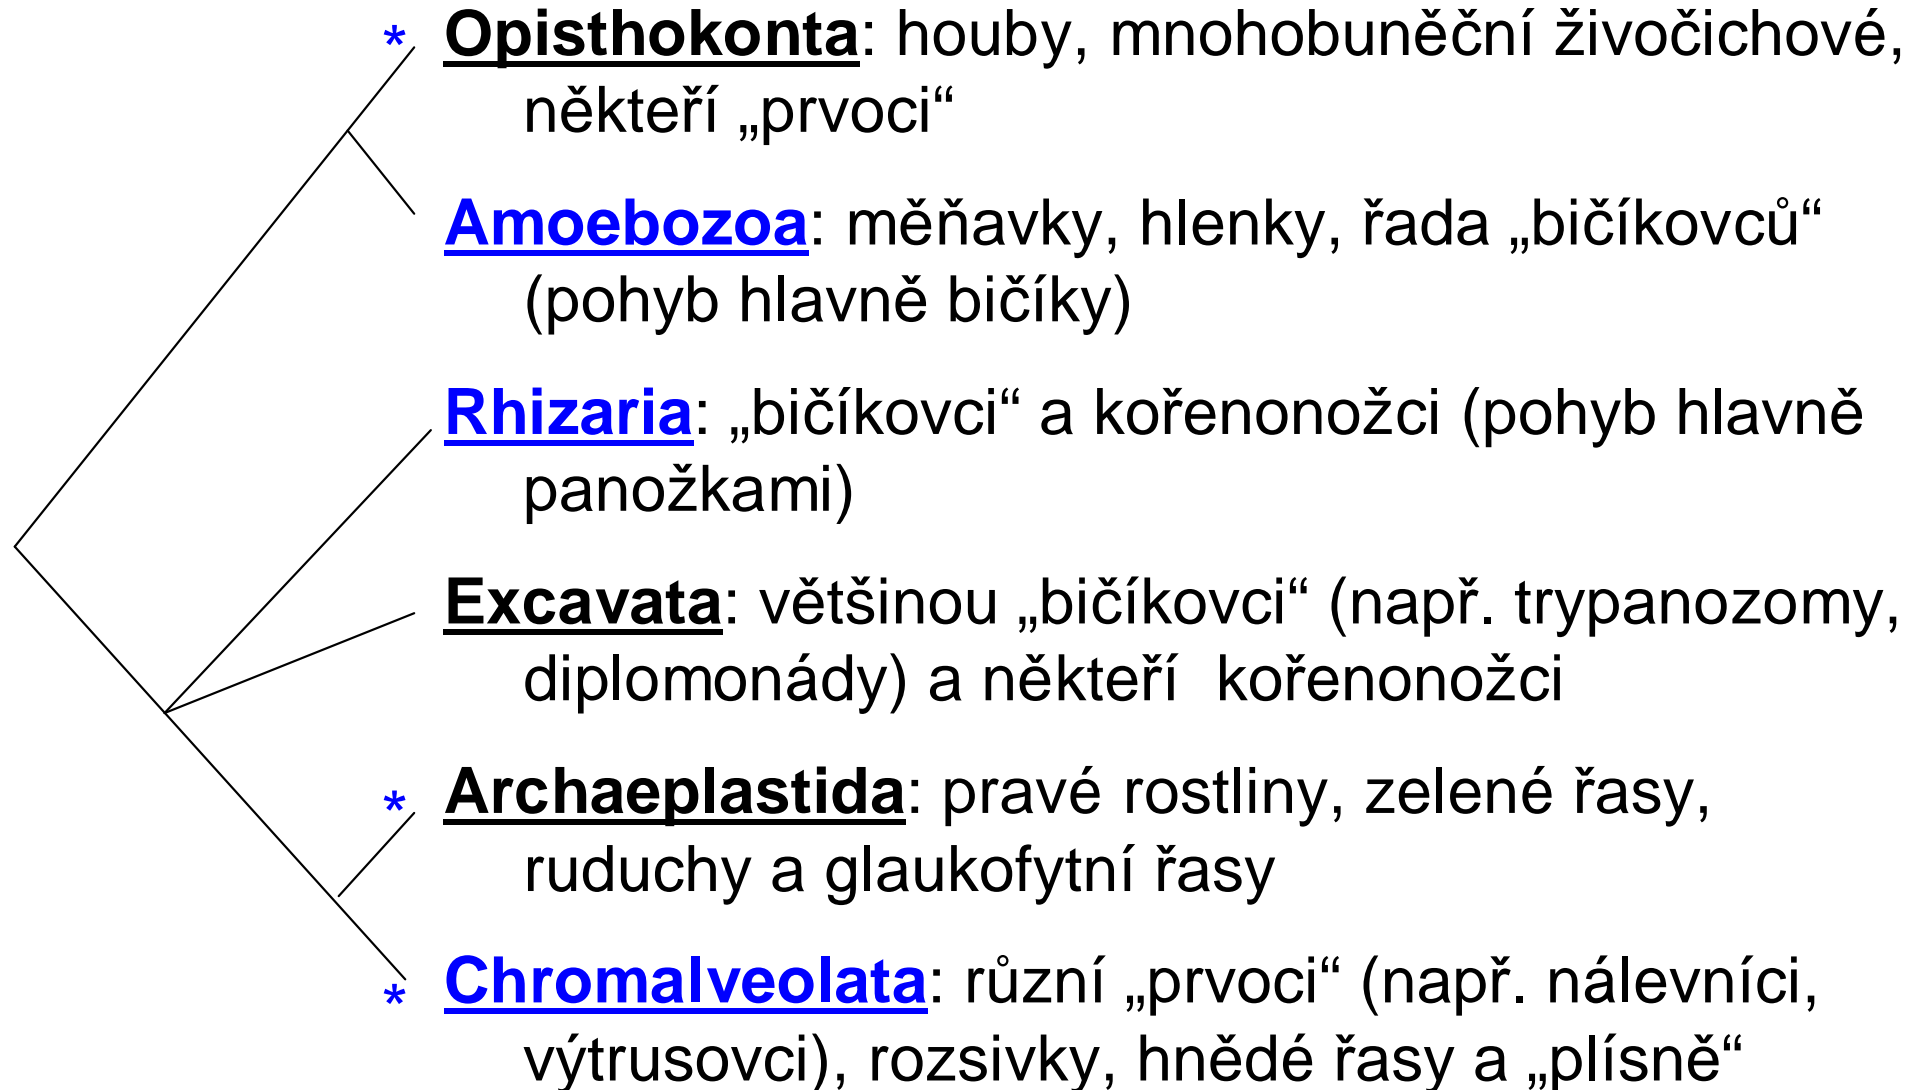 * Opisthokonta: houby, mnohobuněční živočichové,
někteří „prvoci“
Amoebozoa: měňavky, hlenky, řada „bičíkovců“
(pohyb hlavně bičíky)
Rhizaria: „bičíkovci“ a kořenonožci (pohyb hlavně
panožkami)
Excavata: většinou „bičíkovci“ (např. trypanozomy,
diplomonády) a někteří kořenonožci
* Archaeplastida: pravé rostliny, zelené řasy,
ruduchy a glaukofytní řasy
* Chromalveolata: různí „prvoci“ (např. nálevníci,
výtrusovci), rozsivky, hnědé řasy a „plísně“